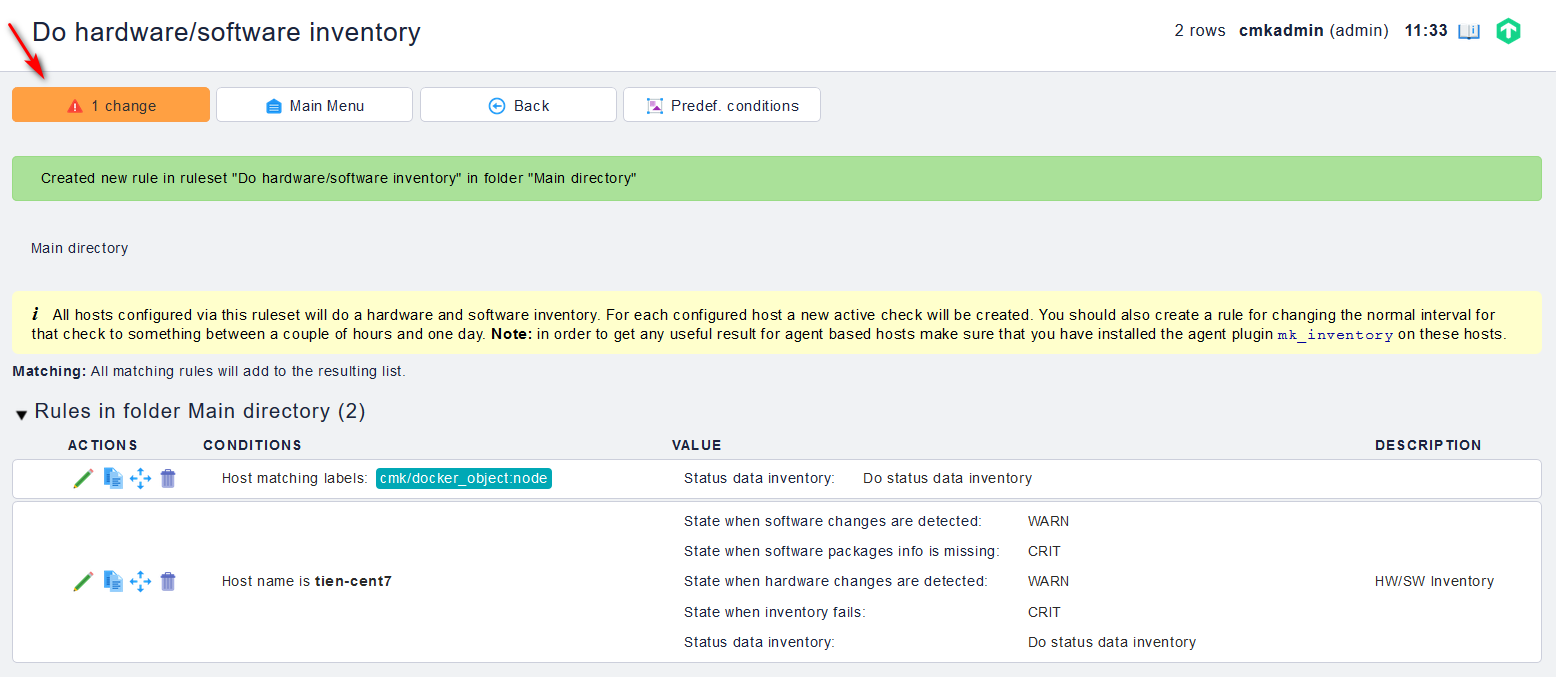 Do hardware/software inventory
2 rows cmkadmin (admin) 11:33
1 change
Main Menu
Back
Predef. conditions
Created new rule in ruleset "Do hardware/software inventory" in folder "Main directory"
Main directory
i All hosts configured via this ruleset will do a hardware and software inventory. For each configured host a new active check will be created. You should also create a rule for changing the normal interval for
that check to something between a couple of hours and one day. Note: in order to get any useful result for agent based hosts make sure that you have installed the agent plugin mk_inventory on these hosts.
Matching: All matching rules will add to the resulting list.
Rules in folder Main directory (2)
ACTIONS CONDITIONS VALUE DESCRIPTION
Host matching labels: cmk/docker_object:node Status data inventory: Do status data inventory
State when software changes are detected: WARN
State when software packages info is missing: CRIT
Host name is tien-cent7 State when hardware changes are detected: WARN HW/SW Inventory
State when inventory fails: CRIT
Status data inventory: Do status data inventory